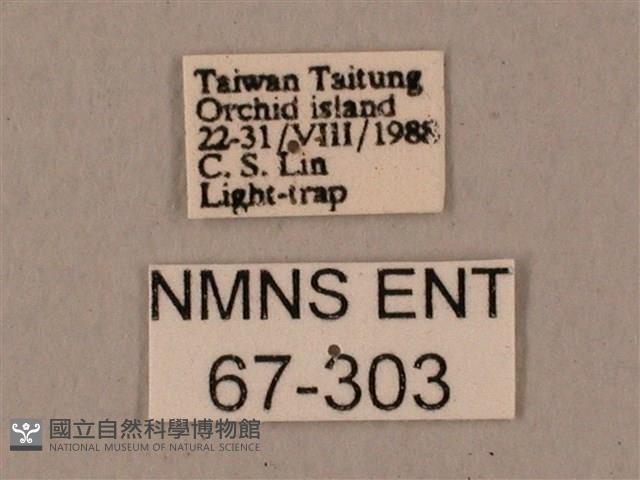 Taiwan Taitung
Orchid island
22-31/VIII/1988
C. S. Lin
Light-trap
NMNS ENT
67-303
國立自然科學博物館
NATIONAL MUSEUM OF NATURAL SCIENCE